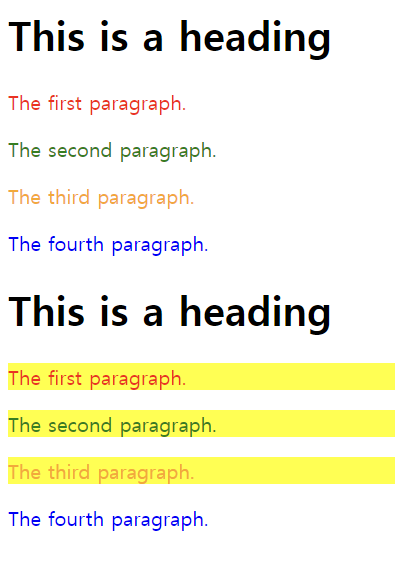 This is a heading
The first paragraph.
The second paragraph.
The third paragraph.
The fourth paragraph.
This is a heading
The first paragraph.
The second paragraph.
The third paragraph.
The fourth paragraph.